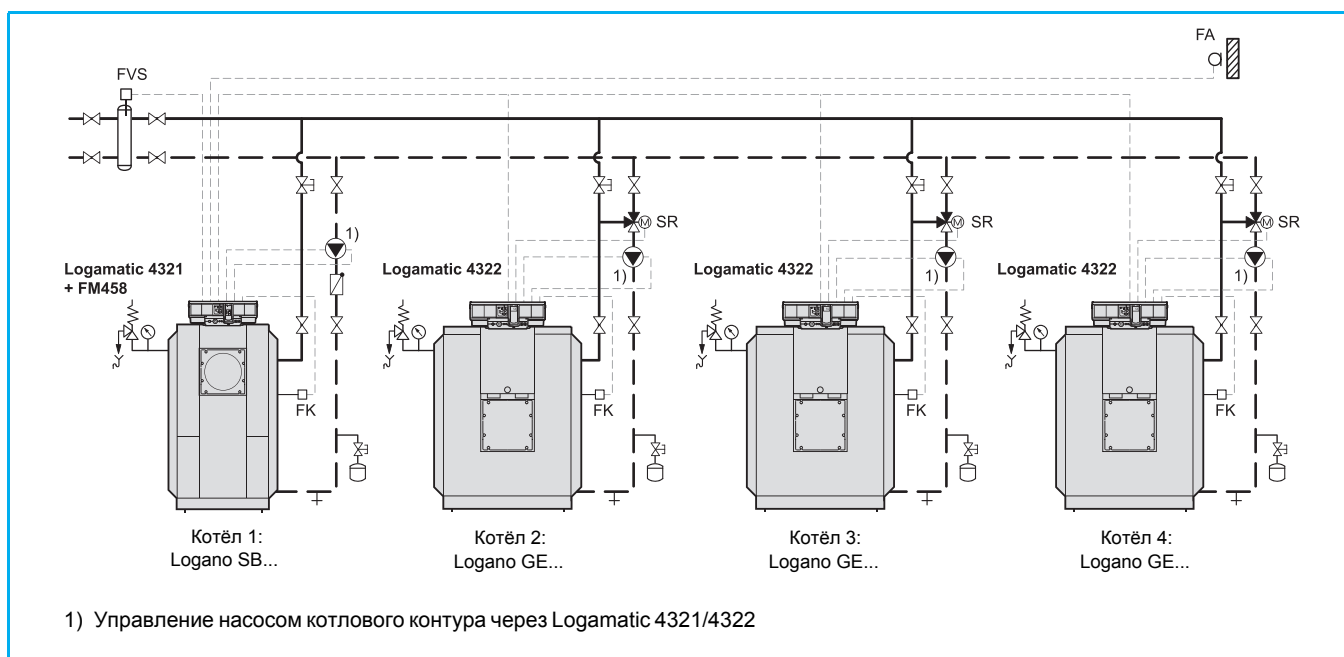 FA
FVS
1)
SR
SR
SR
Logamatic 4321
+ FM458
Logamatic 4322
1)
Logamatic 4322
1)
Logamatic 4322
1)
FK
FK
FK
FK
Котёл 1:
Logano SB...
Котёл 2:
Logano GE...
Котёл 3:
Logano GE...
Котёл 4:
Logano GE...
1) Управление насосом котлового контура через Logamatic 4321/4322